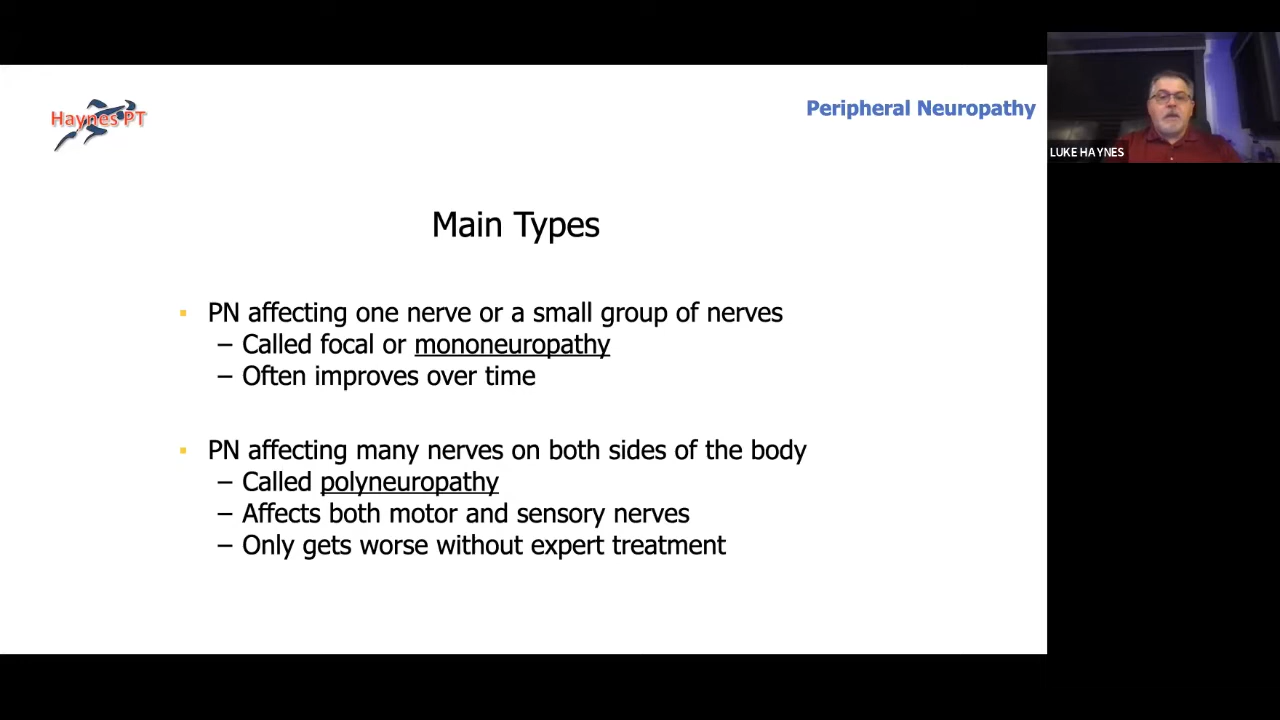 Haynes PT
Peripheral Neuropathy
LUKE HAYNES
Main Types
▪ PN affecting one nerve or a small group of nerves
– Called focal or mononeuropathy
– Often improves over time
▪ PN affecting many nerves on both sides of the body
– Called polyneuropathy
– Affects both motor and sensory nerves
– Only gets worse without expert treatment